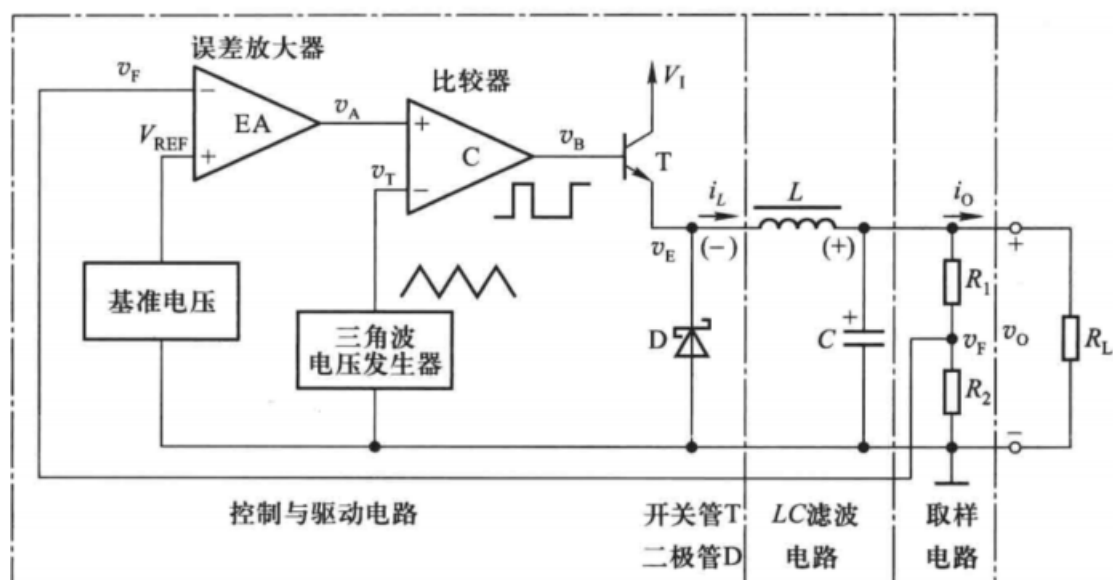 误差放大器
v_F
−
EA
V_REF
+
v_A
比较器
+
C
v_T
−
v_B
V_I
T
i_L
L
i_O
v_E
(−)
(+)
+
基准电压
三角波
电压发生器
D
+
C
R_1
v_F
v_O
R_2
R_L
−
控制与驱动电路
开关管T
二极管D
LC滤波
电路
取样
电路